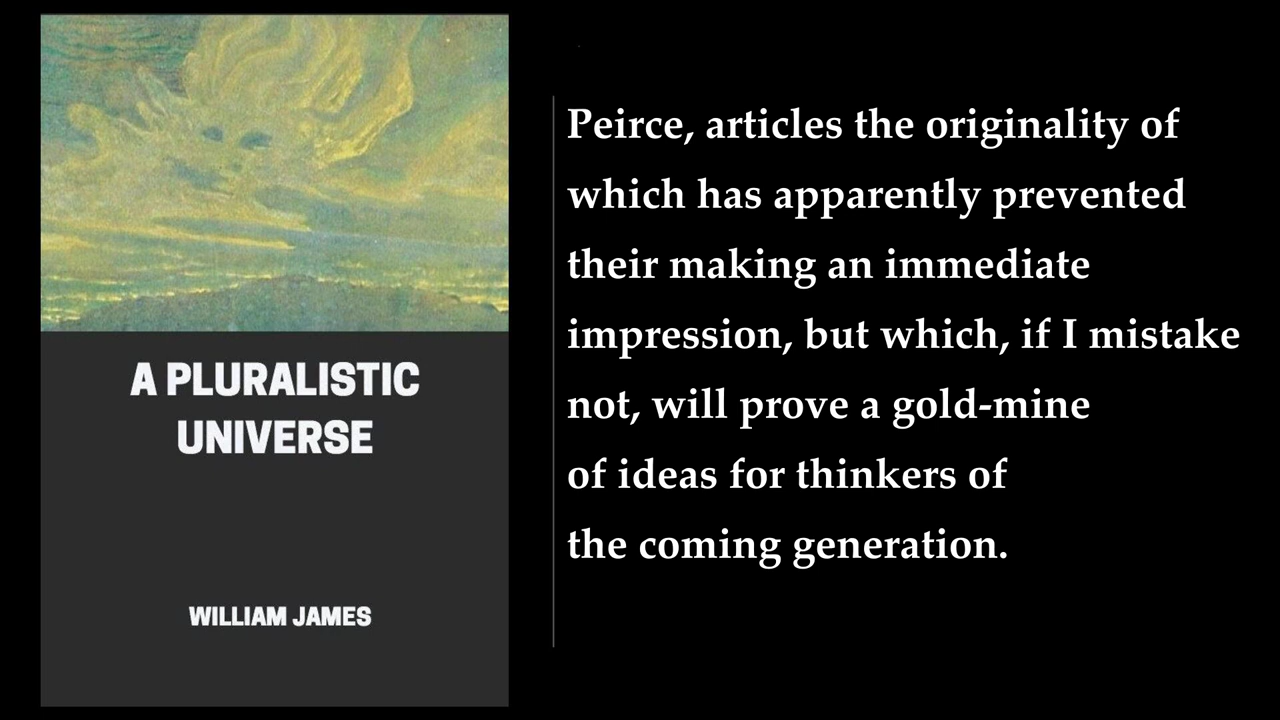 A PLURALISTIC
UNIVERSE
WILLIAM JAMES
Peirce, articles the originality of
which has apparently prevented
their making an immediate
impression, but which, if I mistake
not, will prove a gold-mine
of ideas for thinkers of
the coming generation.